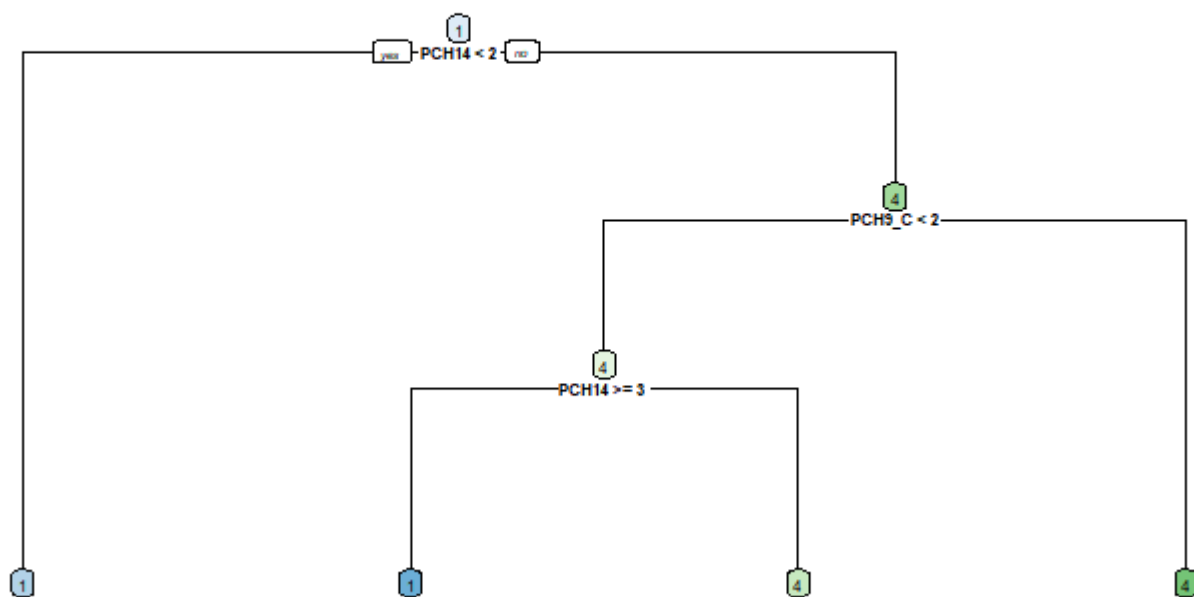 1
yes PCH14 < 2 no
4
PCH9_C < 2
4
PCH14 >= 3
1 1 4 4